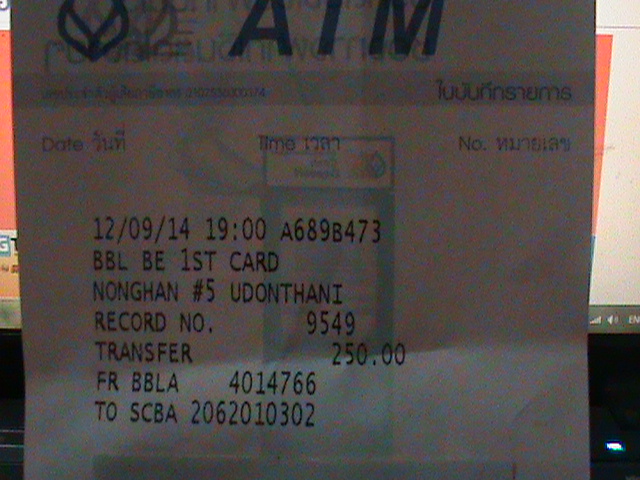 ATM
ใบบันทึกรายการ
Date วันที่ Time เวลา No. หมายเลข
12/09/14 19:00 A689B473
BBL BE 1ST CARD
NONGHAN #5 UDONTHANI
RECORD NO. 9549
TRANSFER 250.00
FR BBLA 4014766
TO SCBA 2062010302